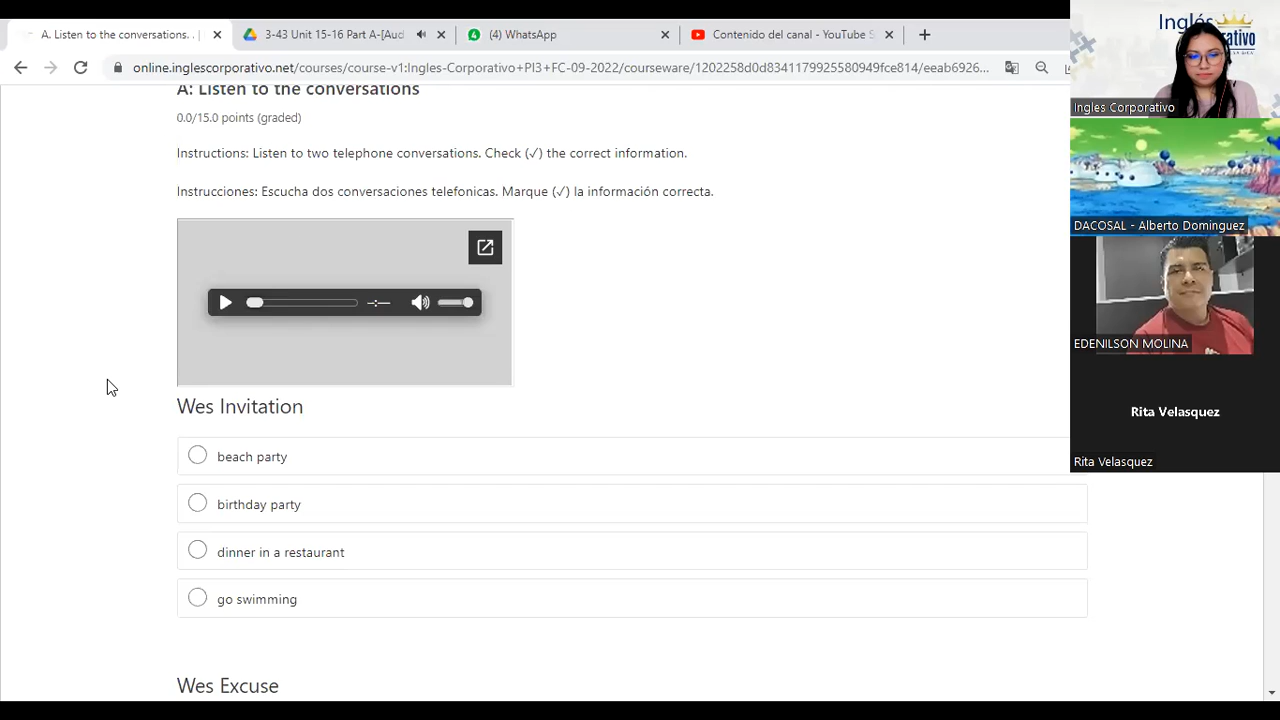 A. Listen to the conversations.
3-43 Unit 15-16 Part A-[Aud
(4) WhatsApp
Contenido del canal - YouTube S
online.inglescorporativo.net/courses/course-v1:Ingles-Corporativo+PI3+FC-09-2022/courseware/1202258d0d8341179925580949fce814/eeab6926...
A: Listen to the conversations
0.0/15.0 points (graded)
Instructions: Listen to two telephone conversations. Check (✓) the correct information.
Instrucciones: Escucha dos conversaciones telefonicas. Marque (✓) la información correcta.
-:--
Wes Invitation
beach party
birthday party
dinner in a restaurant
go swimming
Wes Excuse
Inglés
Ingles Corporativo
DACOSAL - Alberto Dominguez
EDENILSON MOLINA
Rita Velasquez
Rita Velasquez